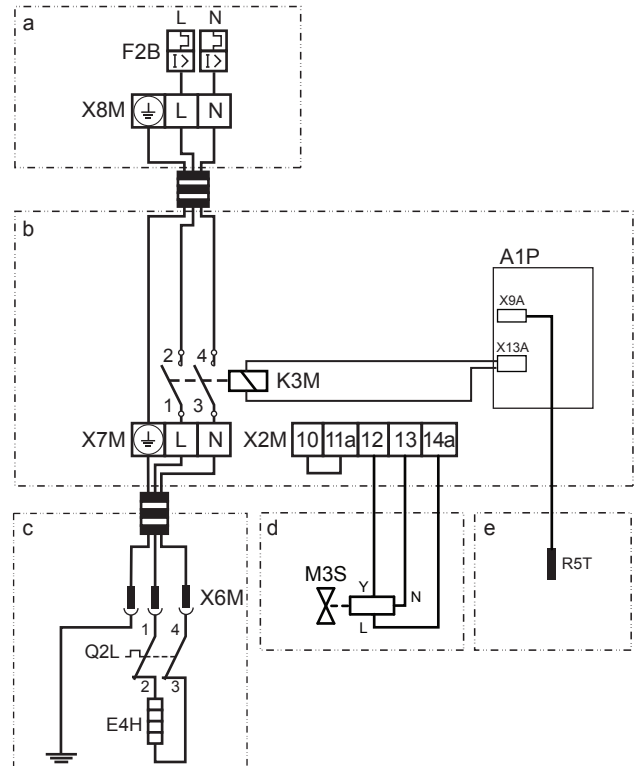 a
L N
F2B
I> I>
X8M L N
b
A1P
X9A
X13A
2 4
K3M
1 3
X7M L N X2M 10 11a 12 13 14a
c d e
M3S Y N R5T
X6M
L
1 4
Q2L
2 3
E4H